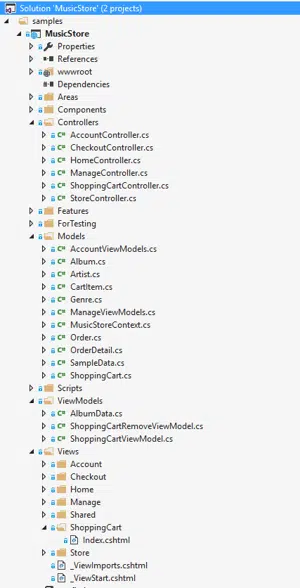 Solution 'MusicStore' (2 projects)
samples
MusicStore
Properties
References
wwwroot
Dependencies
Areas
Components
Controllers
AccountController.cs
CheckoutController.cs
HomeController.cs
ManageController.cs
ShoppingCartController.cs
StoreController.cs
Features
ForTesting
Models
AccountViewModels.cs
Album.cs
Artist.cs
CartItem.cs
Genre.cs
ManageViewModels.cs
MusicStoreContext.cs
Order.cs
OrderDetail.cs
SampleData.cs
ShoppingCart.cs
Scripts
ViewModels
AlbumData.cs
ShoppingCartRemoveViewModel.cs
ShoppingCartViewModel.cs
Views
Account
Checkout
Home
Manage
Shared
ShoppingCart
Index.cshtml
Store
_ViewImports.cshtml
_ViewStart.cshtml